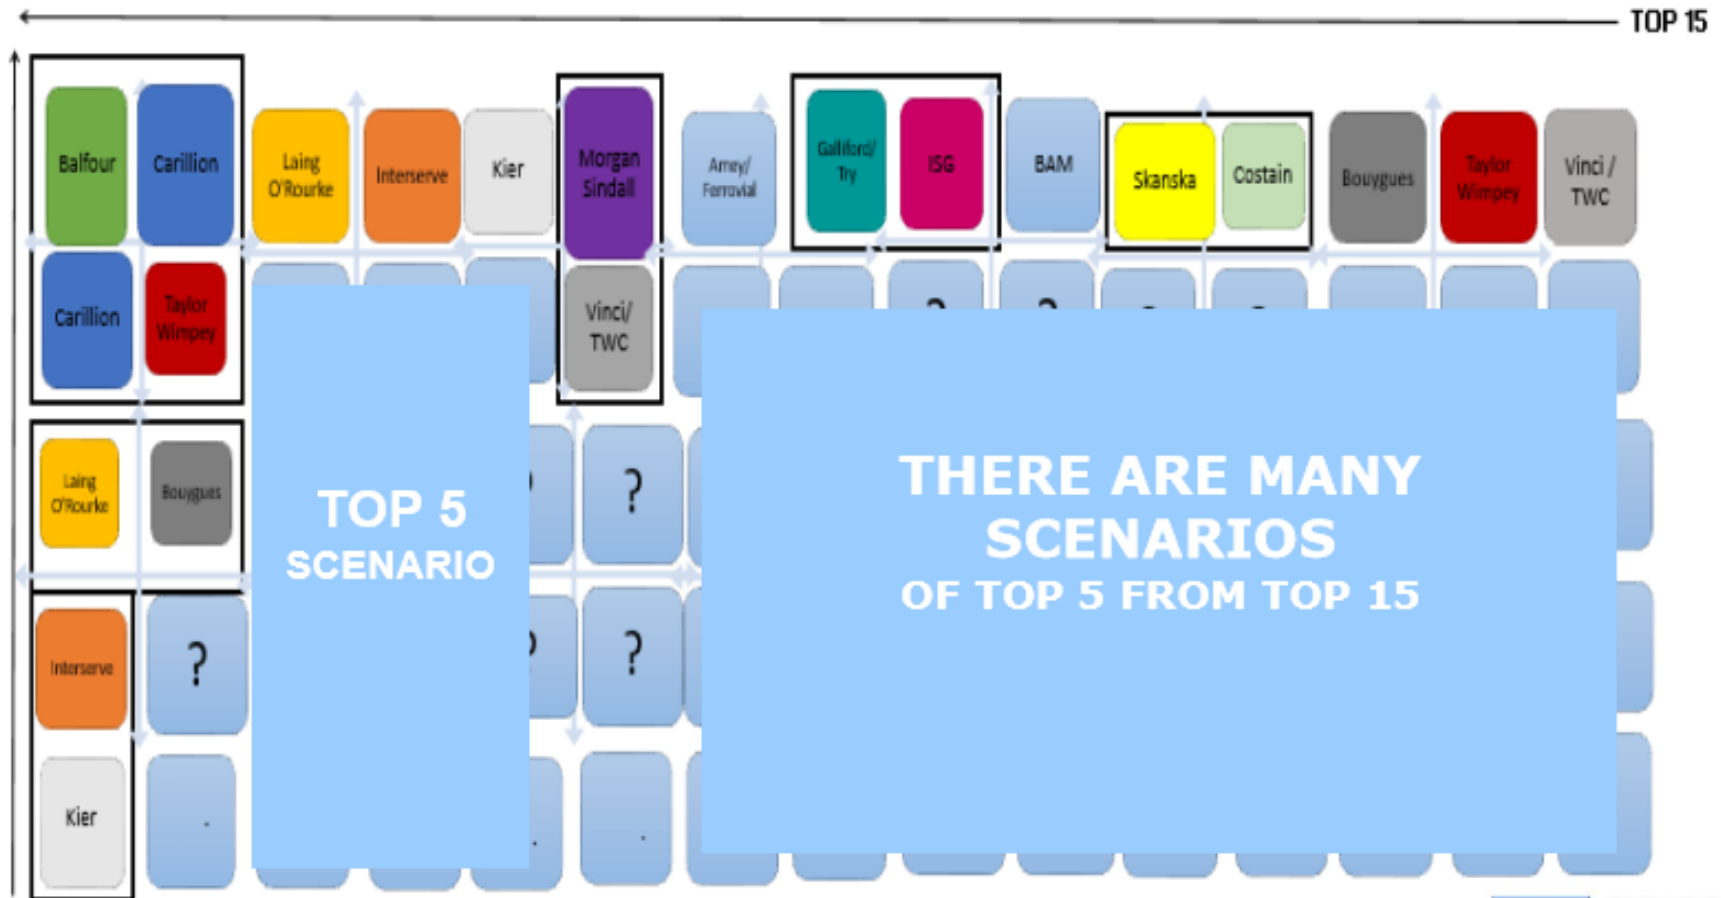 TOP 15
Balfour
Carillion
Laing
O'Rourke
Interserve
Kier
Morgan
Sindall
Amey/
Ferrovial
Galliford/
Try
ISG
BAM
Skanska
Costain
Bouygues
Taylor
Wimpey
Vinci /
TWC
Carillion
Taylor
Wimpey
Vinci/
TWC
? ?
Laing
O'Rourke
Bouygues
?
TOP 5
SCENARIO
THERE ARE MANY
SCENARIOS
OF TOP 5 FROM TOP 15
Interserve
?
?
Kier
.
.
.